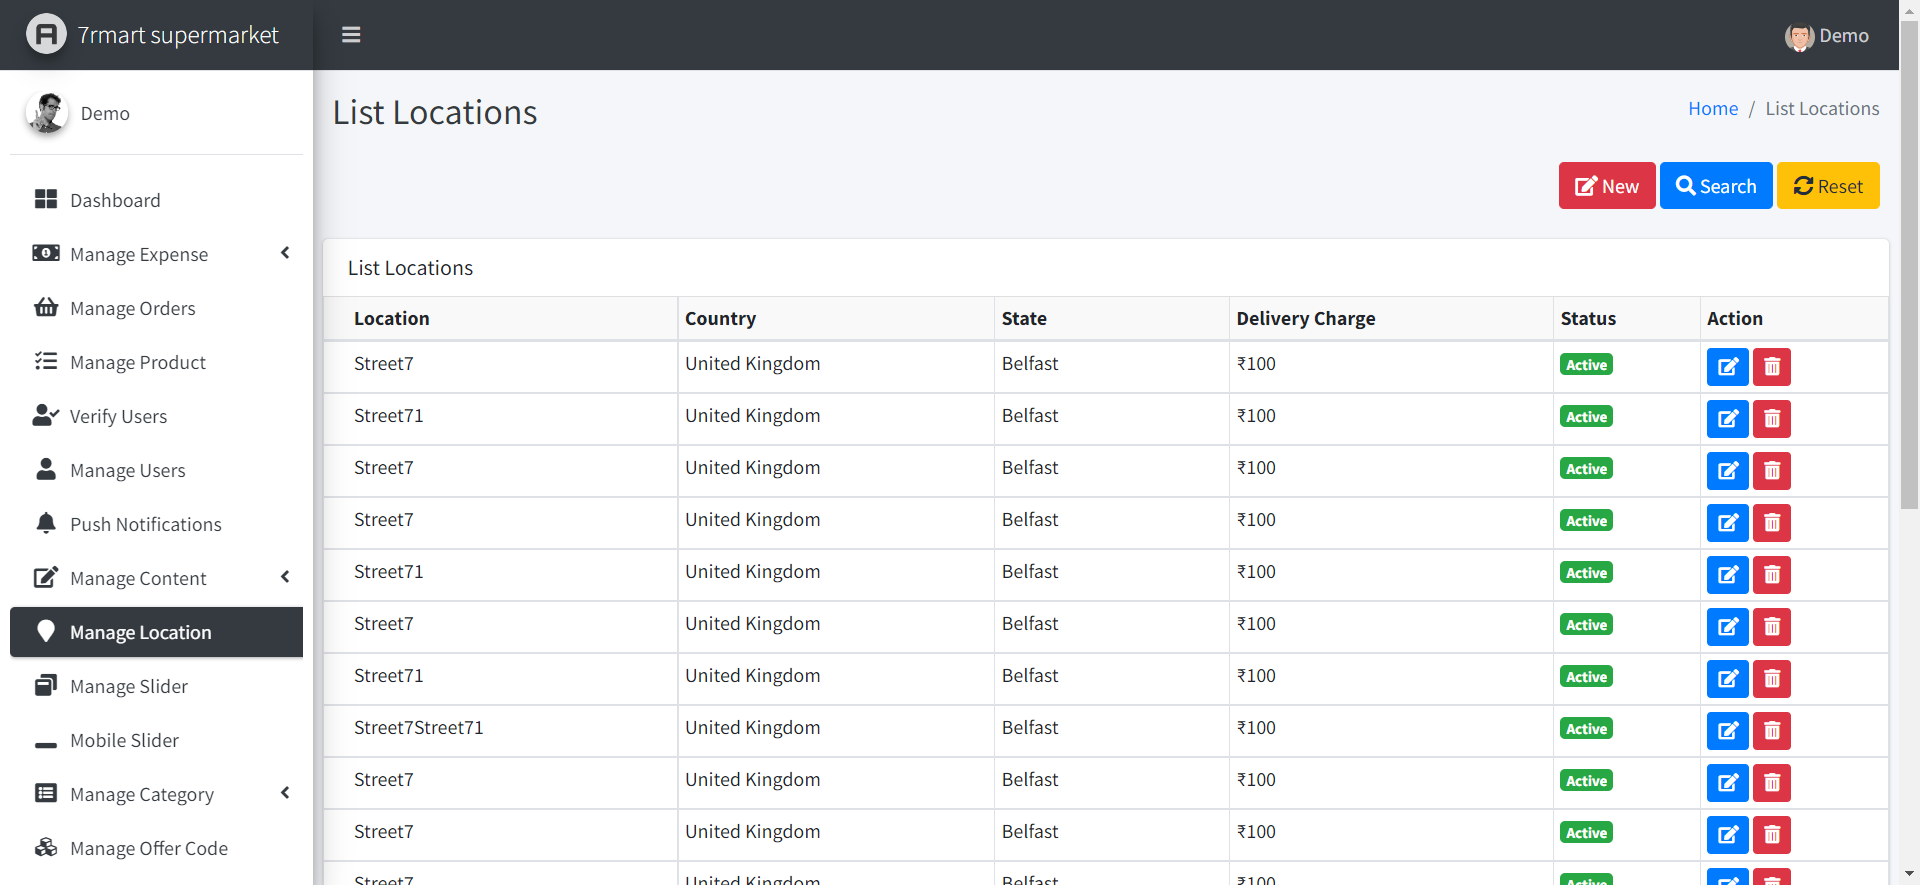 7rmart supermarket
Demo
Demo
List Locations
Home / List Locations
New Search Reset
Dashboard
Manage Expense
Manage Orders
Manage Product
Verify Users
Manage Users
Push Notifications
Manage Content
Manage Location
Manage Slider
Mobile Slider
Manage Category
Manage Offer Code
List Locations
Location Country State Delivery Charge Status Action
Street7 United Kingdom Belfast ₹100 Active
Street71 United Kingdom Belfast ₹100 Active
Street7 United Kingdom Belfast ₹100 Active
Street7 United Kingdom Belfast ₹100 Active
Street71 United Kingdom Belfast ₹100 Active
Street7 United Kingdom Belfast ₹100 Active
Street71 United Kingdom Belfast ₹100 Active
Street7Street71 United Kingdom Belfast ₹100 Active
Street7 United Kingdom Belfast ₹100 Active
Street7 United Kingdom Belfast ₹100 Active
Street7 United Kingdom Belfast ₹100 Active